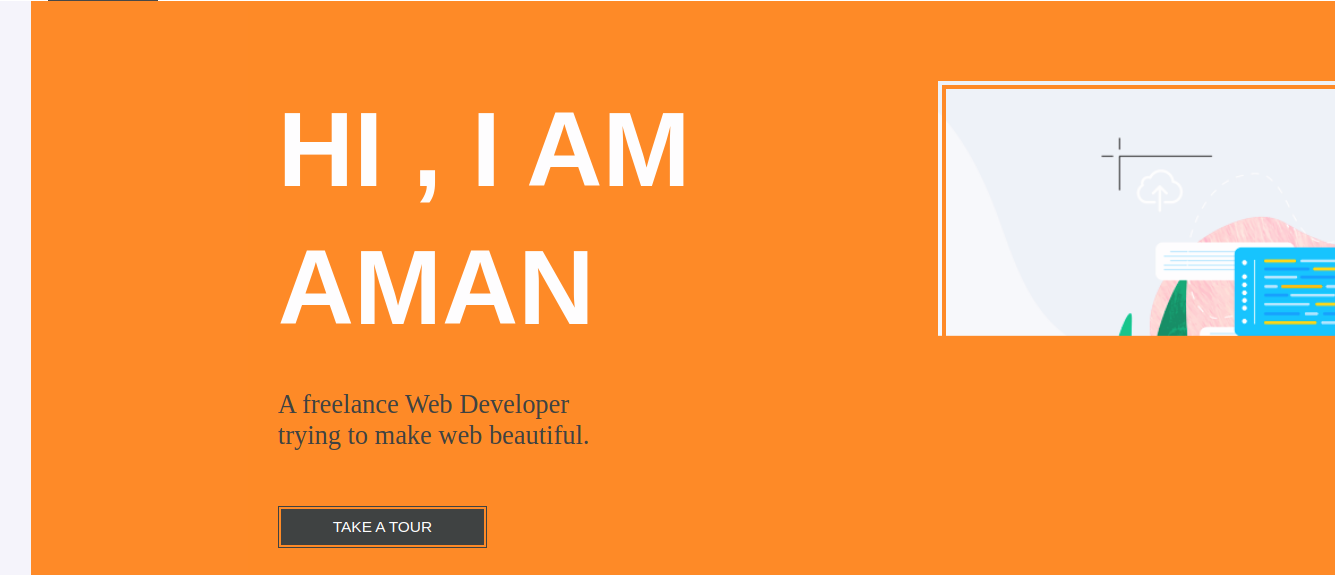 HI , I AM
AMAN
A freelance Web Developer
trying to make web beautiful.
TAKE A TOUR